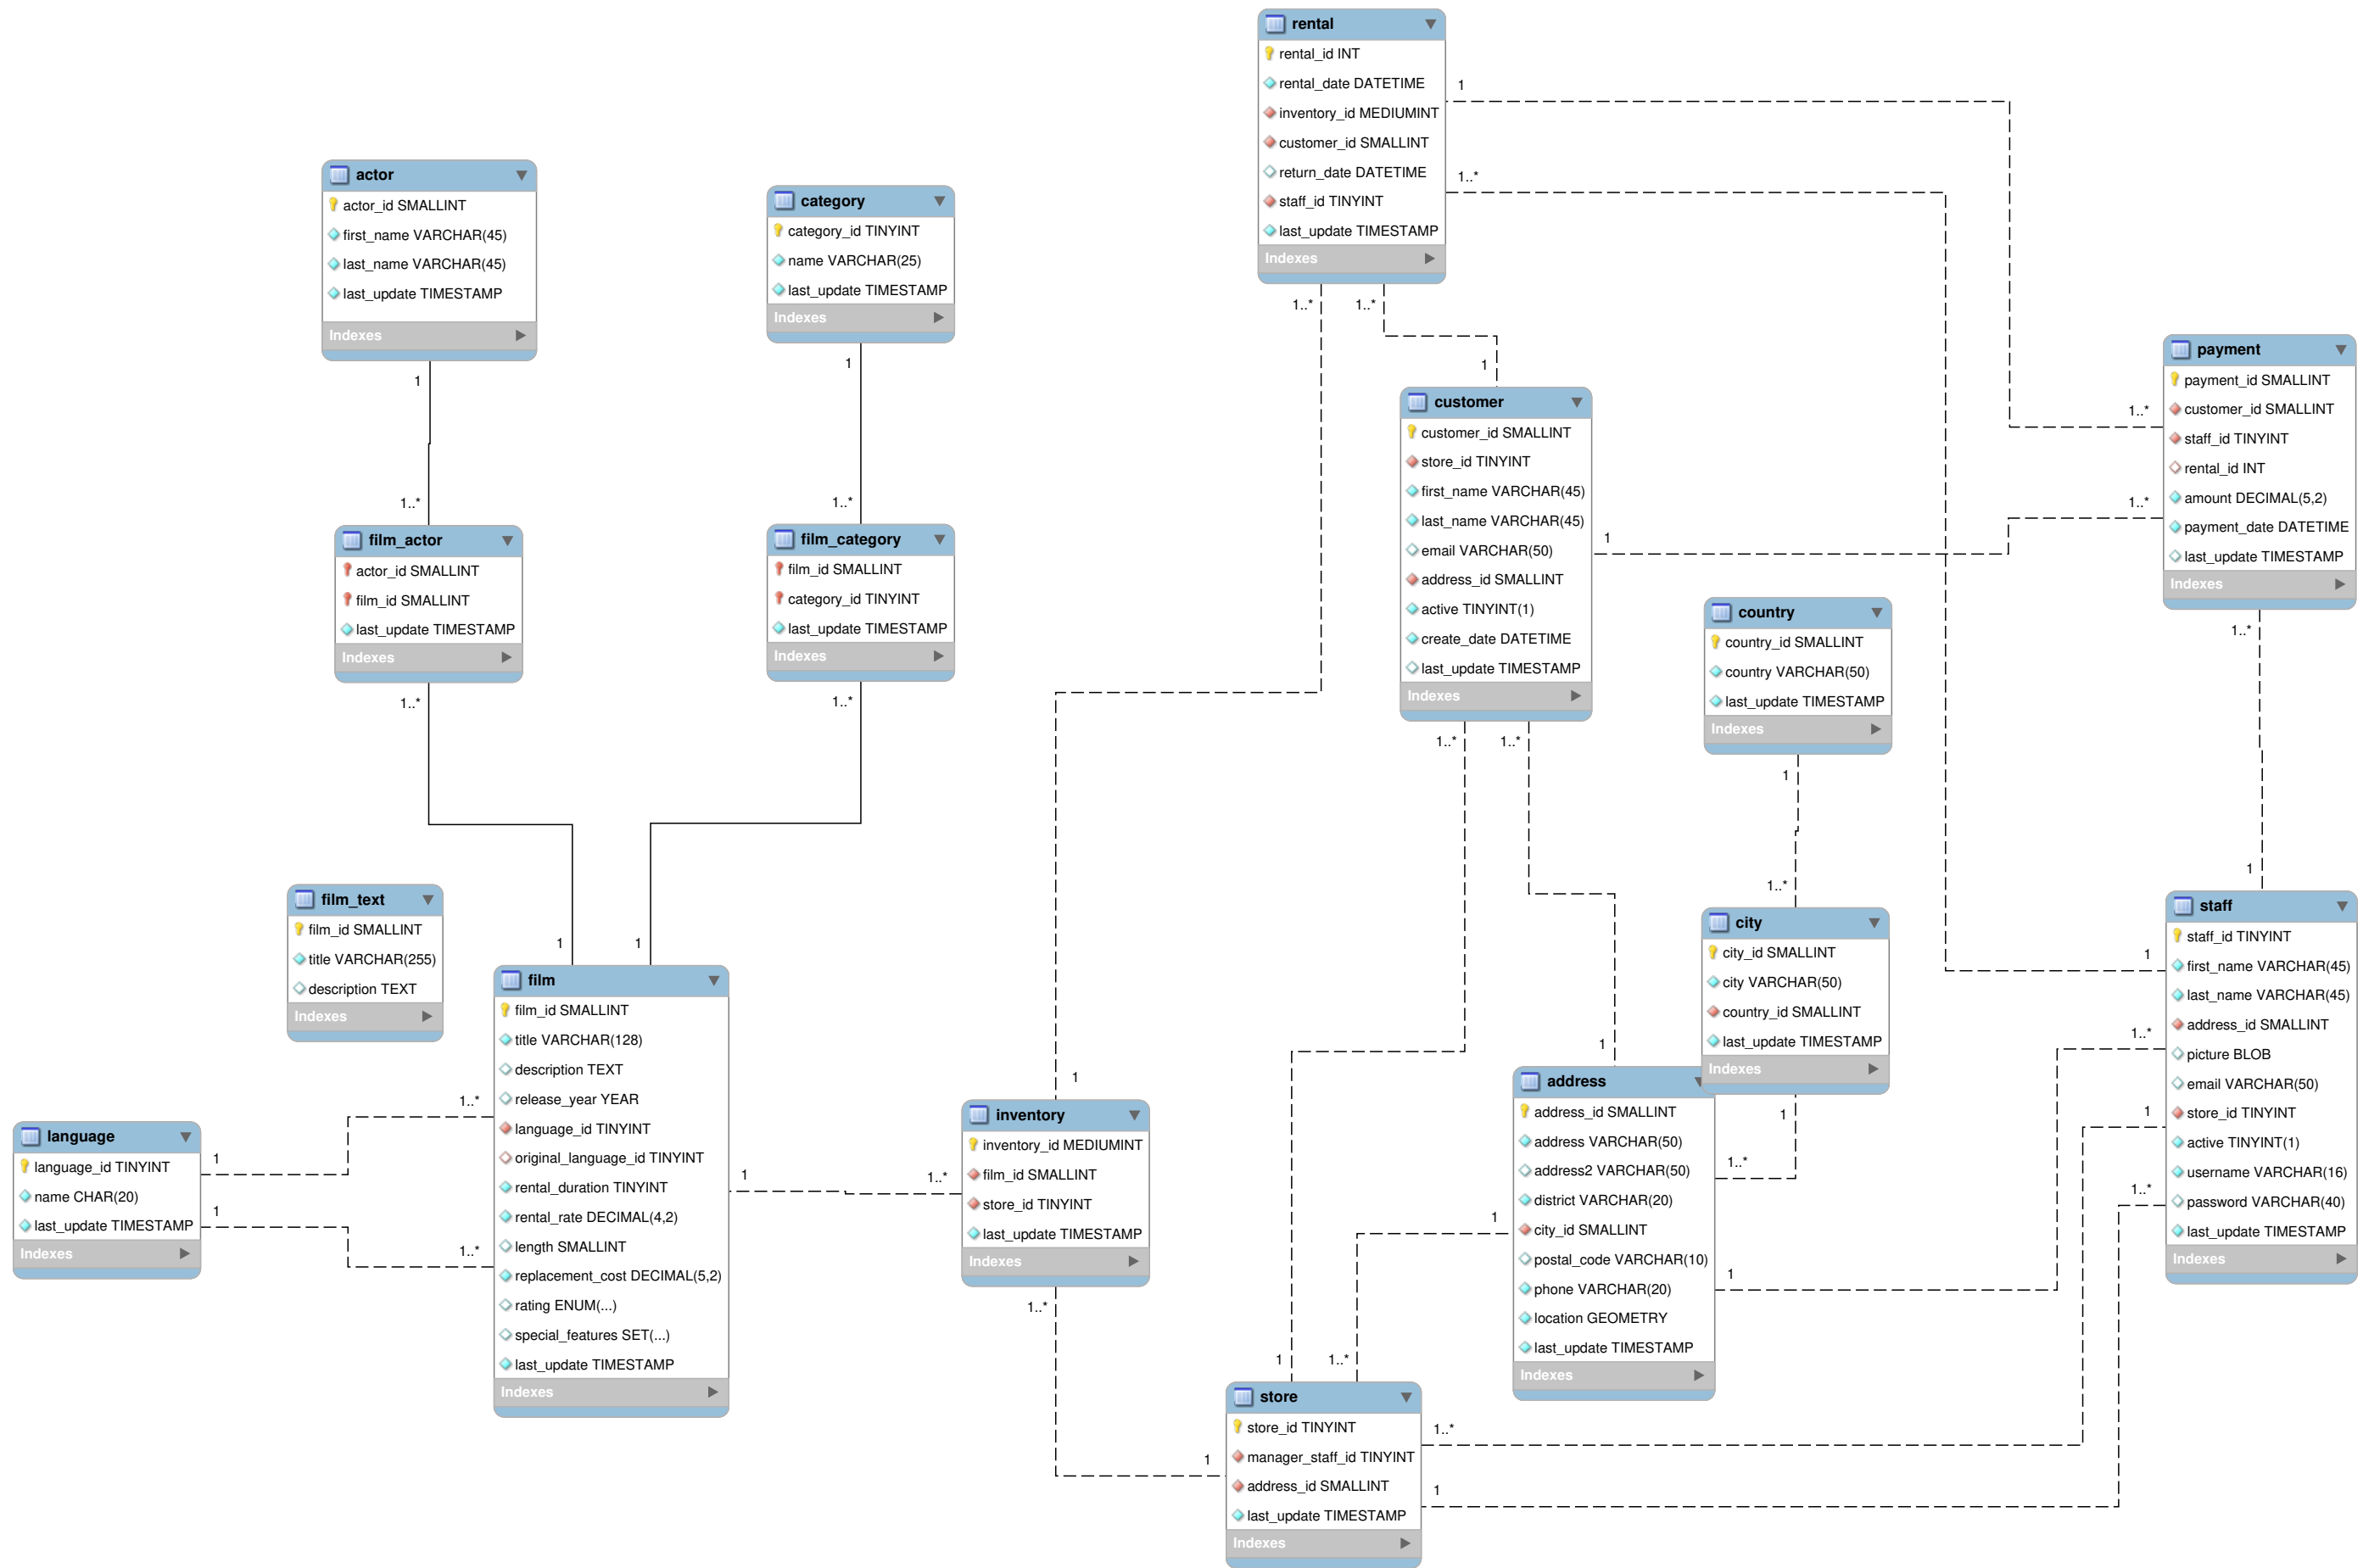 rental
rental_id INT
rental_date DATETIME
inventory_id MEDIUMINT
customer_id SMALLINT
return_date DATETIME
staff_id TINYINT
last_update TIMESTAMP
Indexes
1
1..*
1..*
1..*
actor
actor_id SMALLINT
first_name VARCHAR(45)
last_name VARCHAR(45)
last_update TIMESTAMP
Indexes
1
1..*
category
category_id TINYINT
name VARCHAR(25)
last_update TIMESTAMP
Indexes
1
1..*
film_actor
actor_id SMALLINT
film_id SMALLINT
last_update TIMESTAMP
Indexes
1..*
film_category
film_id SMALLINT
category_id TINYINT
last_update TIMESTAMP
Indexes
1..*
1
customer
customer_id SMALLINT
store_id TINYINT
first_name VARCHAR(45)
last_name VARCHAR(45)
email VARCHAR(50)
address_id SMALLINT
active TINYINT(1)
create_date DATETIME
last_update TIMESTAMP
Indexes
1
1..*
1..*
payment
payment_id SMALLINT
customer_id SMALLINT
staff_id TINYINT
rental_id INT
amount DECIMAL(5,2)
payment_date DATETIME
last_update TIMESTAMP
Indexes
1..*
1..*
1..*
country
country_id SMALLINT
country VARCHAR(50)
last_update TIMESTAMP
Indexes
1
1..*
film_text
film_id SMALLINT
title VARCHAR(255)
description TEXT
Indexes
1
1
film
film_id SMALLINT
title VARCHAR(128)
description TEXT
release_year YEAR
language_id TINYINT
original_language_id TINYINT
rental_duration TINYINT
rental_rate DECIMAL(4,2)
length SMALLINT
replacement_cost DECIMAL(5,2)
rating ENUM(...)
special_features SET(...)
last_update TIMESTAMP
Indexes
1..*
1..*
1
language
language_id TINYINT
name CHAR(20)
last_update TIMESTAMP
Indexes
1
1
1
inventory
inventory_id MEDIUMINT
film_id SMALLINT
store_id TINYINT
last_update TIMESTAMP
Indexes
1..*
1..*
city
city_id SMALLINT
city VARCHAR(50)
country_id SMALLINT
last_update TIMESTAMP
Indexes
1
1
address
address_id SMALLINT
address VARCHAR(50)
address2 VARCHAR(50)
district VARCHAR(20)
city_id SMALLINT
postal_code VARCHAR(10)
phone VARCHAR(20)
location GEOMETRY
last_update TIMESTAMP
Indexes
1..*
1
1
1
staff
staff_id TINYINT
first_name VARCHAR(45)
last_name VARCHAR(45)
address_id SMALLINT
picture BLOB
email VARCHAR(50)
store_id TINYINT
active TINYINT(1)
username VARCHAR(16)
password VARCHAR(40)
last_update TIMESTAMP
Indexes
1
1..*
1
1..*
1
1..*
store
store_id TINYINT
manager_staff_id TINYINT
address_id SMALLINT
last_update TIMESTAMP
Indexes
1
1..*
1